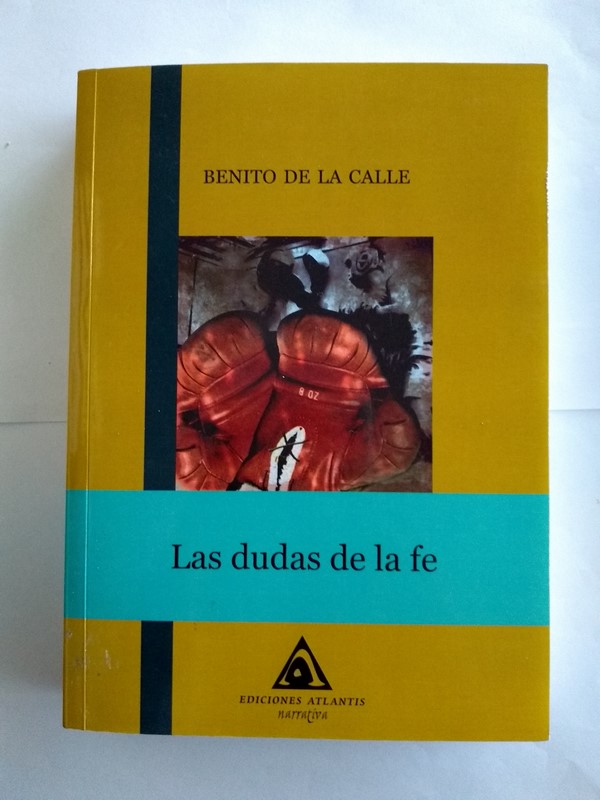 BENITO DE LA CALLE
8 OZ
Las dudas de la fe
EDICIONES ATLANTIS
narrativa